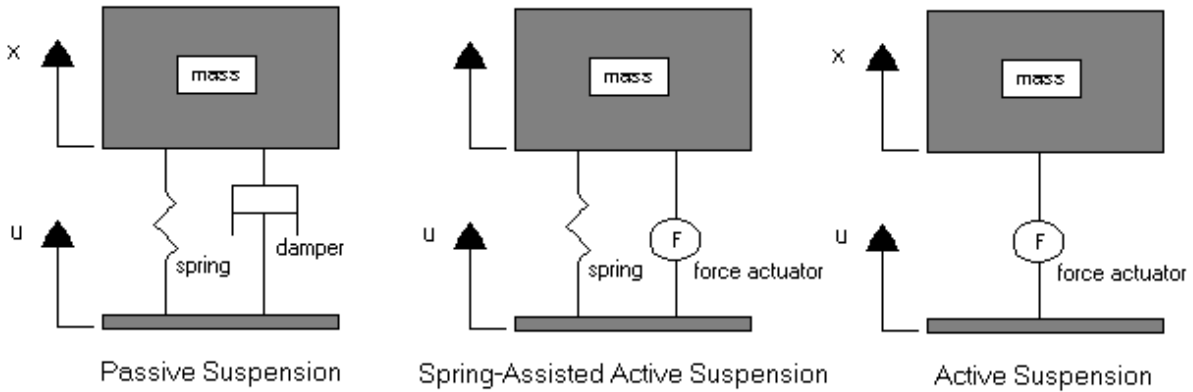 x
mass
u
spring
damper
Passive Suspension
mass
u
F
spring
force actuator
Spring-Assisted Active Suspension
x
mass
u
F
force actuator
Active Suspension